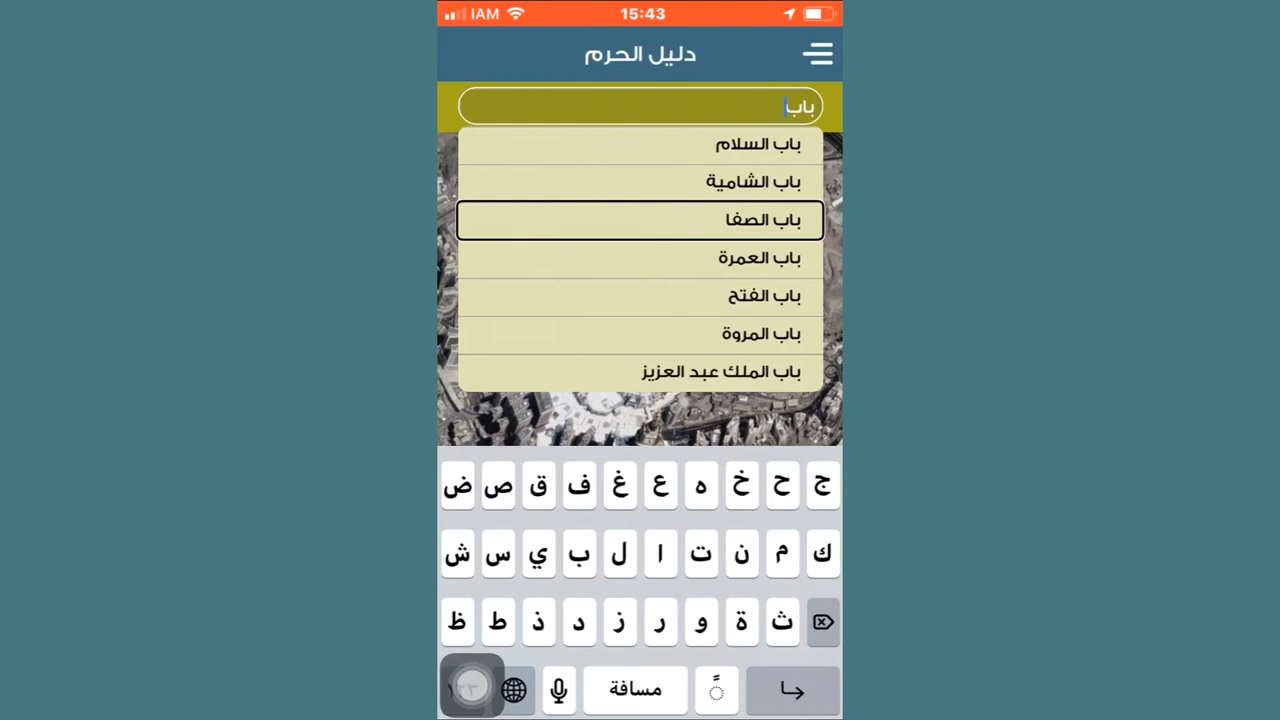 IAM 15:43
دليل الحرم
باب
باب السلام
باب الشامية
باب الصفا
باب العمرة
باب الفتح
باب المروة
باب الملك عبد العزيز
ج ح خ ه ع غ ف ق ص ض
ك م ن ت ا ل ب ي س ش
ث ة و ر ز د ذ ط ظ
مسافة ١٢٣